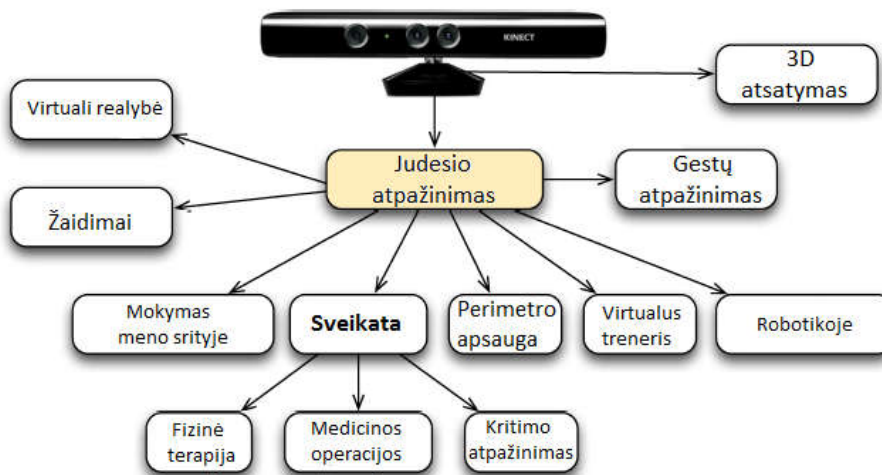 KINECT
3D
atsatymas
Virtuali realybė
Judesio
atpažinimas
Gestų
atpažinimas
Žaidimai
Mokymas
meno srityje
Sveikata
Perimetro
apsauga
Virtualus
treneris
Robotikoje
Fizinė
terapija
Medicinos
operacijos
Kritimo
atpažinimas